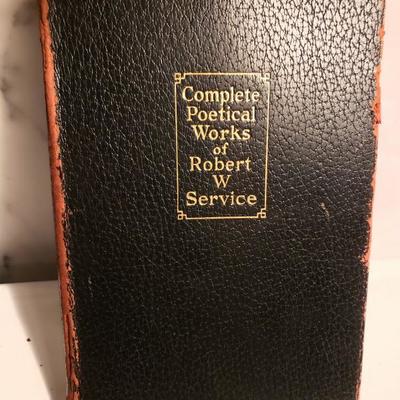 Complete
Poetical
Works
of
Robert
W
Service